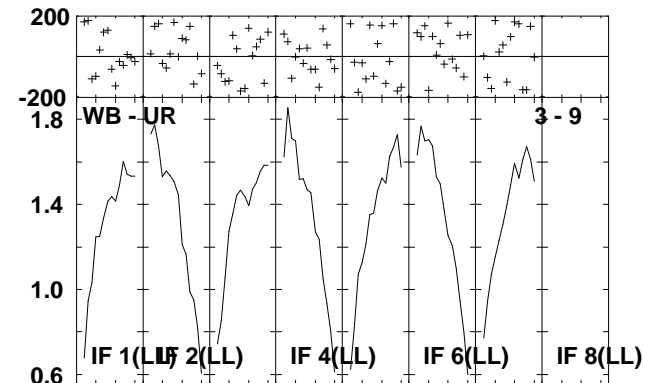 200
-200
1.8
WB - UR
3 - 9
1.4
1.0
IF 1(LL)
IF 2(LL)
IF 4(LL)
IF 6(LL)
IF 8(LL)
0.6